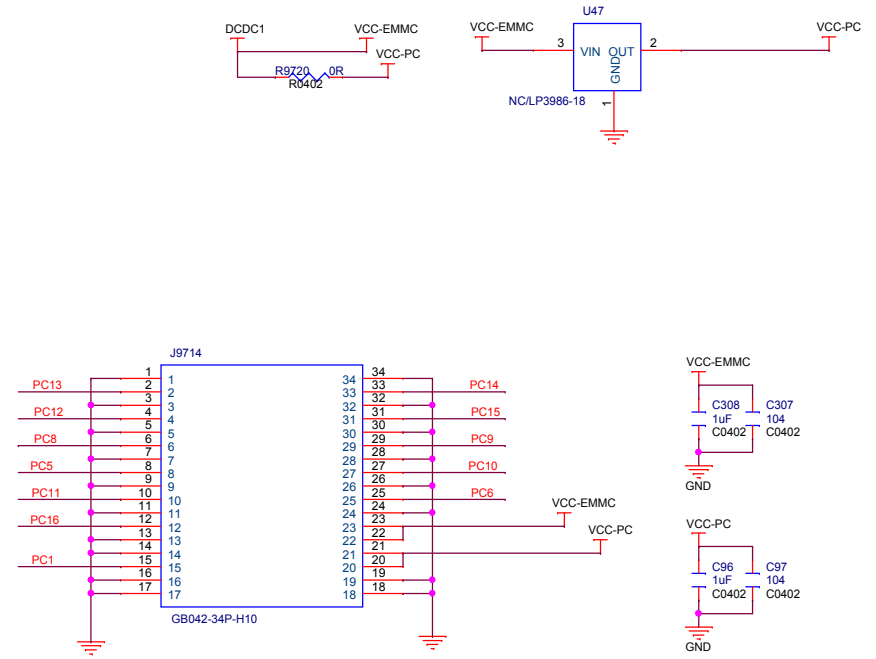 U47
DCDC1 VCC-EMMC VCC-EMMC VCC-PC
VCC-PC
3 VIN OUT 2
GND
R9720 0R
R0402
NC/LP3986-18 1
J9714
1 1 34 34
PC13 2 2 33 33 PC14
3 3 32 32
PC12 4 4 31 31 PC15
5 5 30 30
PC8 6 6 29 29 PC9
7 7 28 28
PC5 8 8 27 27 PC10
9 9 26 26
PC11 10 10 25 25 PC6
11 11 24 24
PC16 12 12 23 23 VCC-EMMC
13 13 22 22
14 14 21 21 VCC-PC
PC1 15 15 20 20
16 16 19 19
17 17 18 18
GB042-34P-H10
VCC-EMMC
C308 C307
1uF 104
C0402 C0402
GND
VCC-PC
C96 C97
1uF 104
C0402 C0402
GND